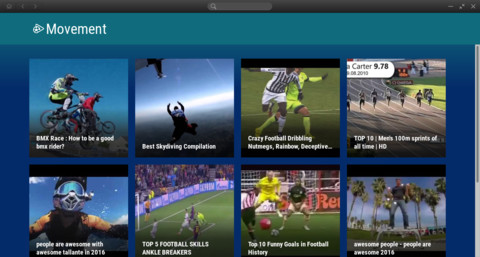 Movement
a Carter 9.78
9.08.2010
BMX Race : How to be a good
bmx rider?
Best Skydiving Compilation
Crazy Football Dribbling
Nutmegs, Rainbow, Deceptive...
TOP 10 | Men's 100m sprints of
all time | HD
people are awesome with
awesome tallante in 2016
TOP 5 FOOTBALL SKILLS
ANKLE BREAKERS
Top 10 Funny Goals in Football
History
awesome people - people are
awesome 2016